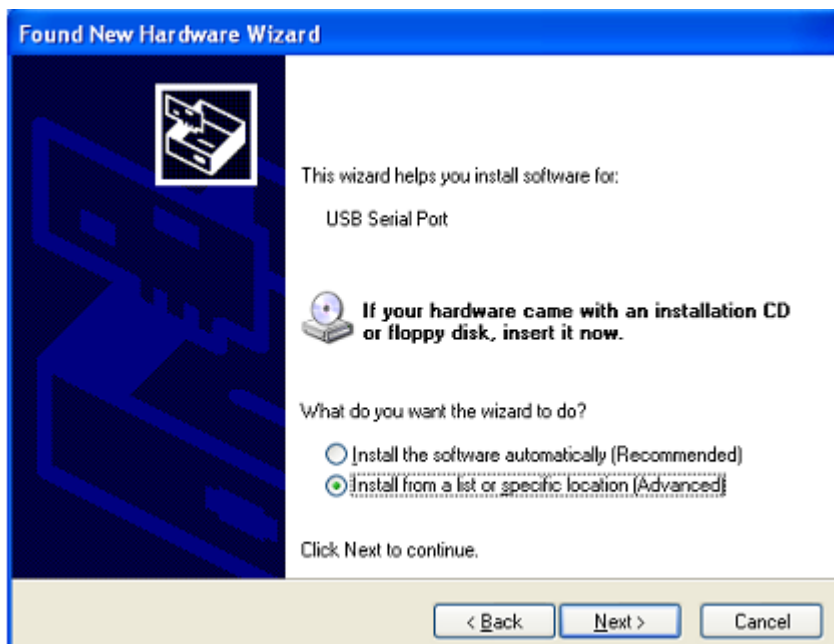 Found New Hardware Wizard
This wizard helps you install software for:
USB Serial Port
If your hardware came with an installation CD
or floppy disk, insert it now.
What do you want the wizard to do?
Install the software automatically (Recommended)
Install from a list or specific location (Advanced)
Click Next to continue.
< Back Next > Cancel